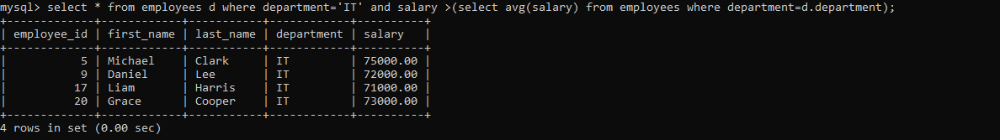 mysql> select * from employees d where department='IT' and salary >(select avg(salary) from employees where department=d.department);
+-------------+------------+-----------+------------+----------+
| employee_id | first_name | last_name | department | salary   |
+-------------+------------+-----------+------------+----------+
|           5 | Michael    | Clark     | IT         | 75000.00 |
|           9 | Daniel     | Lee       | IT         | 72000.00 |
|          17 | Liam       | Harris    | IT         | 71000.00 |
|          20 | Grace      | Cooper    | IT         | 73000.00 |
+-------------+------------+-----------+------------+----------+
4 rows in set (0.00 sec)